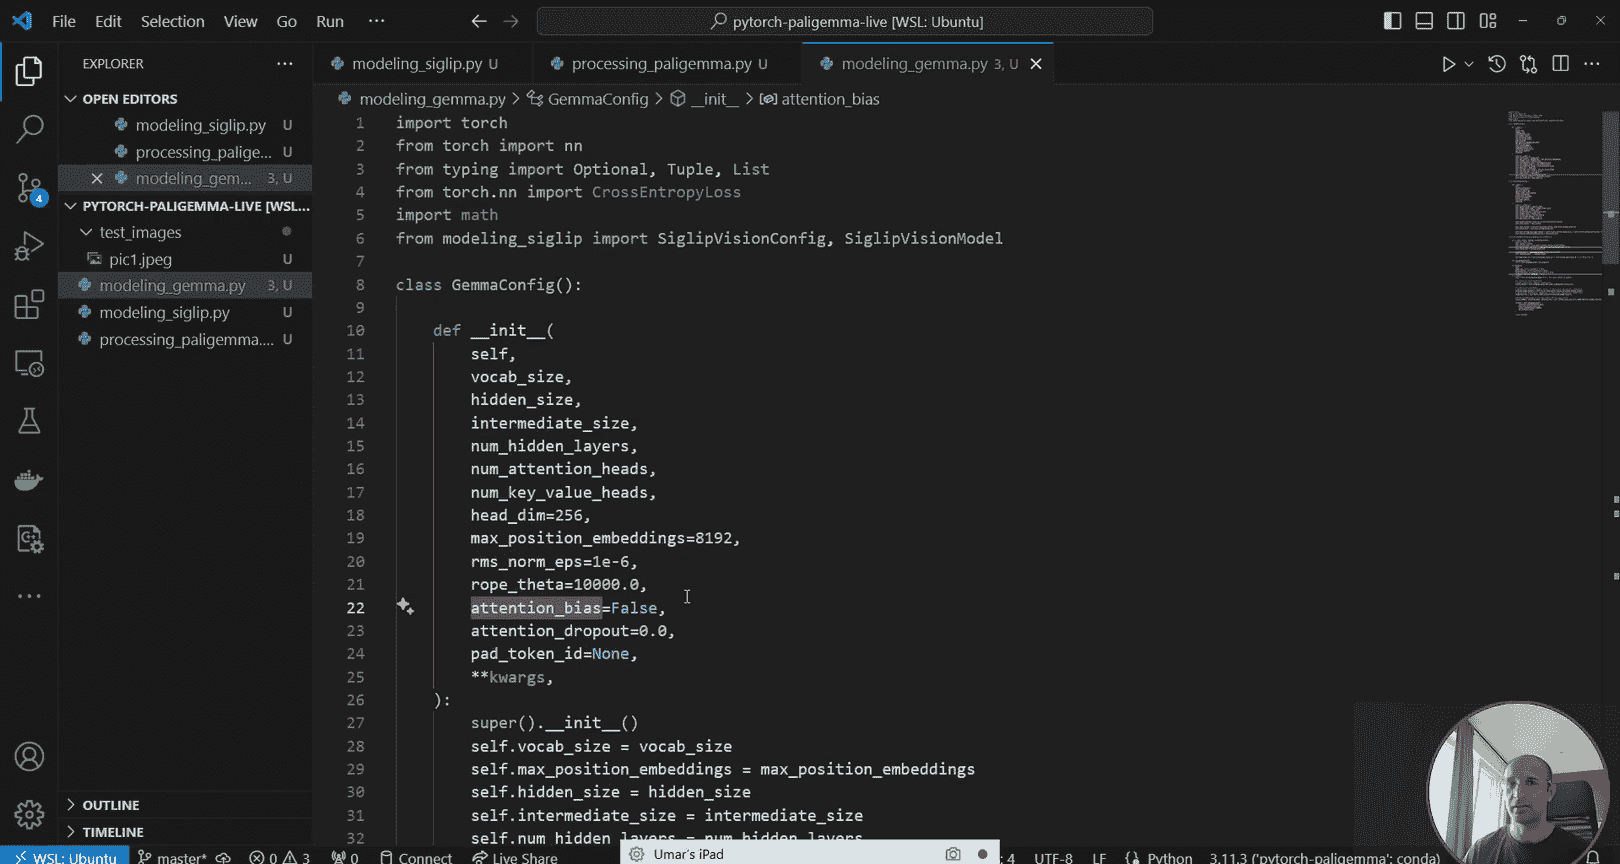 File Edit Selection View Go Run ···
pytorch-paligemma-live [WSL: Ubuntu]
EXPLORER ···
OPEN EDITORS
modeling_siglip.py U
processing_palige... U
modeling_gem... 3, U
PYTORCH-PALIGEMMA-LIVE [WSL...
test_images
pic1.jpeg U
modeling_gemma.py 3, U
modeling_siglip.py U
processing_paligemma.... U
OUTLINE
TIMELINE
4
modeling_siglip.py U
processing_paligemma.py U
modeling_gemma.py 3, U
modeling_gemma.py > GemmaConfig > __init__ > attention_bias
1 import torch
2 from torch import nn
3 from typing import Optional, Tuple, List
4 from torch.nn import CrossEntropyLoss
5 import math
6 from modeling_siglip import SiglipVisionConfig, SiglipVisionModel
7
8 class GemmaConfig():
9
10 def __init__(
11 self,
12 vocab_size,
13 hidden_size,
14 intermediate_size,
15 num_hidden_layers,
16 num_attention_heads,
17 num_key_value_heads,
18 head_dim=256,
19 max_position_embeddings=8192,
20 rms_norm_eps=1e-6,
21 rope_theta=10000.0,
22 attention_bias=False,
23 attention_dropout=0.0,
24 pad_token_id=None,
25 **kwargs,
26 ):
27 super().__init__()
28 self.vocab_size = vocab_size
29 self.max_position_embeddings = max_position_embeddings
30 self.hidden_size = hidden_size
31 self.intermediate_size = intermediate_size
32 self.num_hidden_layers = num_hidden_layers
WSL: Ubuntu master* 0 3 0 Connect Live Share
Umar's iPad
: 4 UTF-8 LF {} Python 3.11.3 ('pytorch-paligemma': conda)